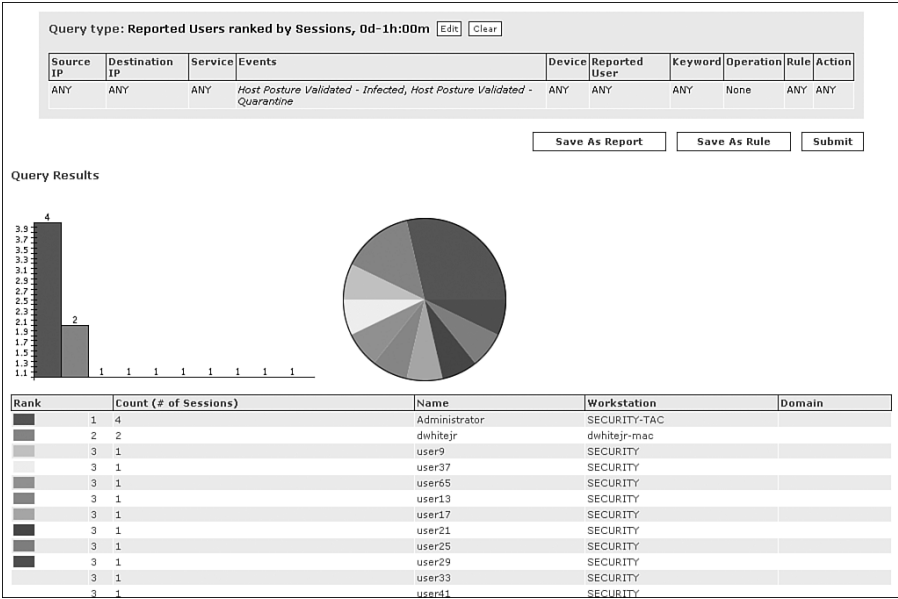 Query type: Reported Users ranked by Sessions, 0d-1h:00m Edit Clear
Source IP Destination IP Service Events Device Reported User Keyword Operation Rule Action
ANY ANY ANY Host Posture Validated - Infected, Host Posture Validated - Quarantine ANY ANY ANY None ANY ANY
Save As Report Save As Rule Submit
Query Results
4
3.9
3.7
3.5
3.3
3.1
2.9
2.7
2.5
2.3
2.1
1.9
1.7
1.5
1.3
1.1
2
1 1 1 1 1 1 1 1
Rank Count (# of Sessions) Name Workstation Domain
1 4 Administrator SECURITY-TAC
2 2 dwhitejr dwhitejr-mac
3 1 user9 SECURITY
3 1 user37 SECURITY
3 1 user65 SECURITY
3 1 user13 SECURITY
3 1 user17 SECURITY
3 1 user21 SECURITY
3 1 user25 SECURITY
3 1 user29 SECURITY
3 1 user33 SECURITY
3 1 user41 SECURITY